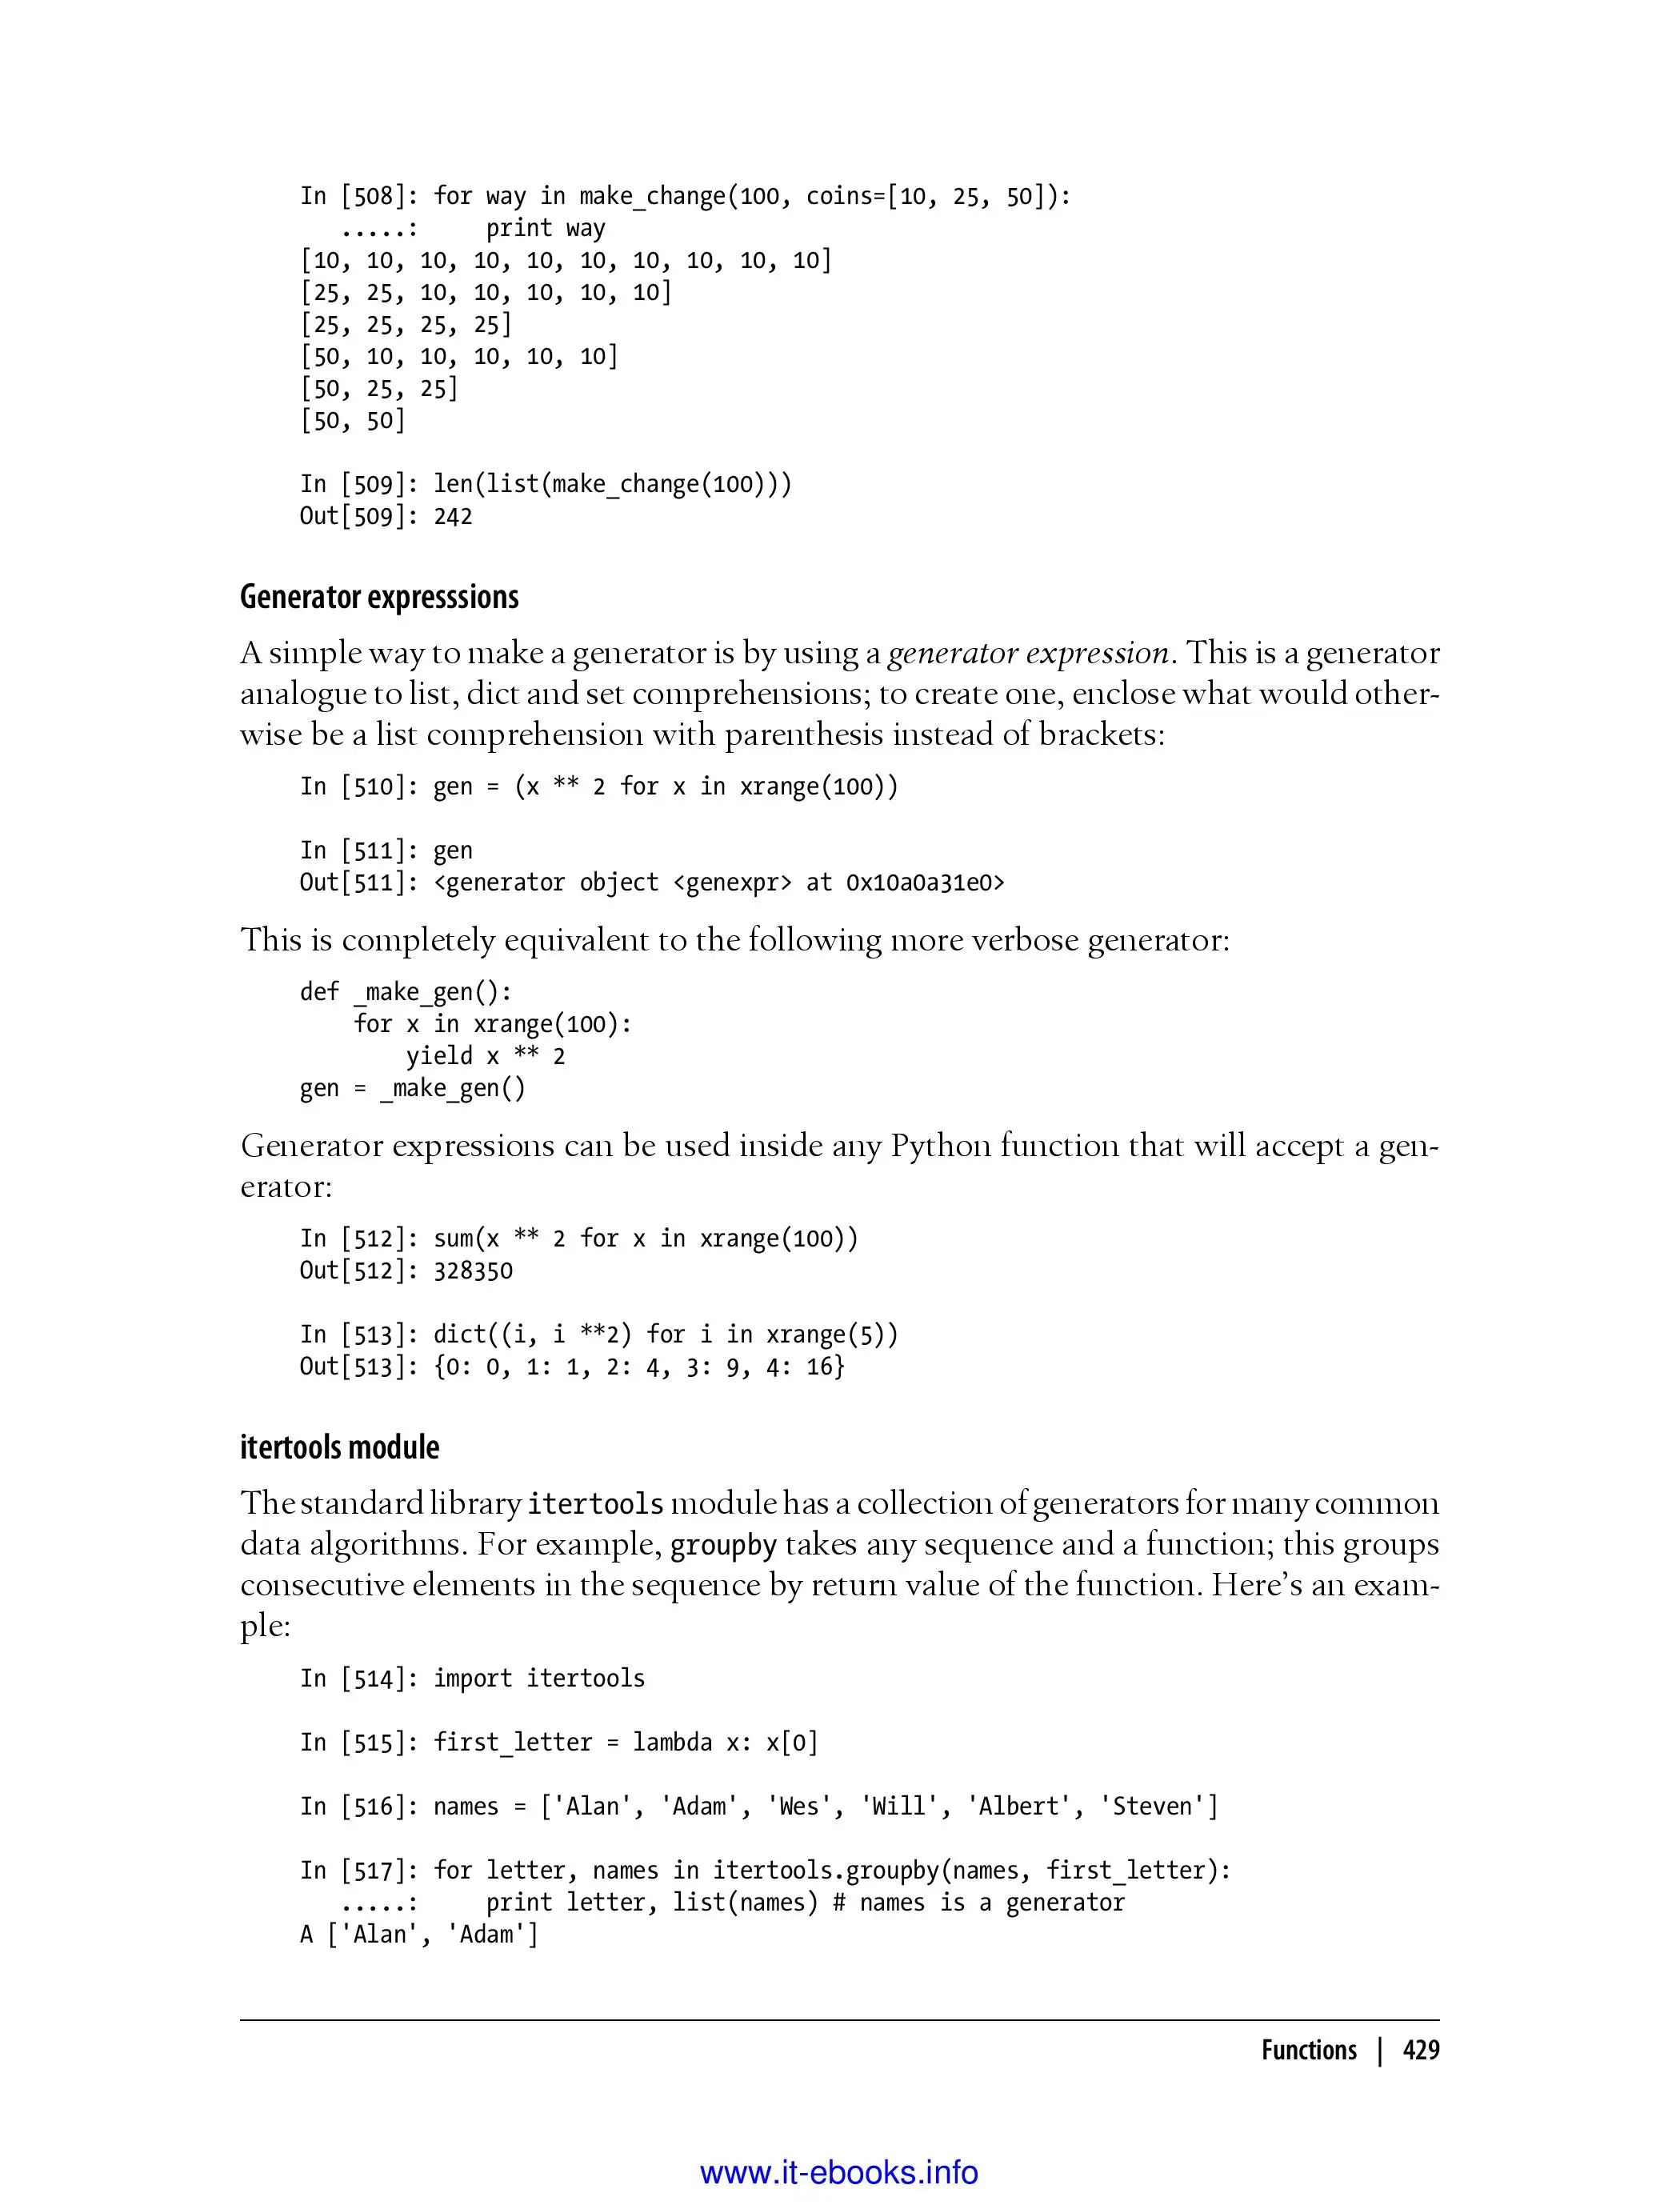 In [508]: for way in make_change(100, coins=[10, 25, 50]):
   .....:     print way
[10, 10, 10, 10, 10, 10, 10, 10, 10, 10]
[25, 25, 10, 10, 10, 10, 10]
[25, 25, 25, 25]
[50, 10, 10, 10, 10, 10]
[50, 25, 25]
[50, 50]
In [509]: len(list(make_change(100)))
Out[509]: 242
Generator expresssions
A simple way to make a generator is by using a generator expression. This is a generator
analogue to list, dict and set comprehensions; to create one, enclose what would other-
wise be a list comprehension with parenthesis instead of brackets:
In [510]: gen = (x ** 2 for x in xrange(100))
In [511]: gen
Out[511]: <generator object <genexpr> at 0x10a0a31e0>
This is completely equivalent to the following more verbose generator:
def _make_gen():
    for x in xrange(100):
        yield x ** 2
gen = _make_gen()
Generator expressions can be used inside any Python function that will accept a gen-
erator:
In [512]: sum(x ** 2 for x in xrange(100))
Out[512]: 328350
In [513]: dict((i, i **2) for i in xrange(5))
Out[513]: {0: 0, 1: 1, 2: 4, 3: 9, 4: 16}
itertools module
The standard library itertools module has a collection of generators for many common
data algorithms. For example, groupby takes any sequence and a function; this groups
consecutive elements in the sequence by return value of the function. Here's an exam-
ple:
In [514]: import itertools
In [515]: first_letter = lambda x: x[0]
In [516]: names = ['Alan', 'Adam', 'Wes', 'Will', 'Albert', 'Steven']
In [517]: for letter, names in itertools.groupby(names, first_letter):
   .....:     print letter, list(names) # names is a generator
A ['Alan', 'Adam']
Functions | 429
www.it-ebooks.info